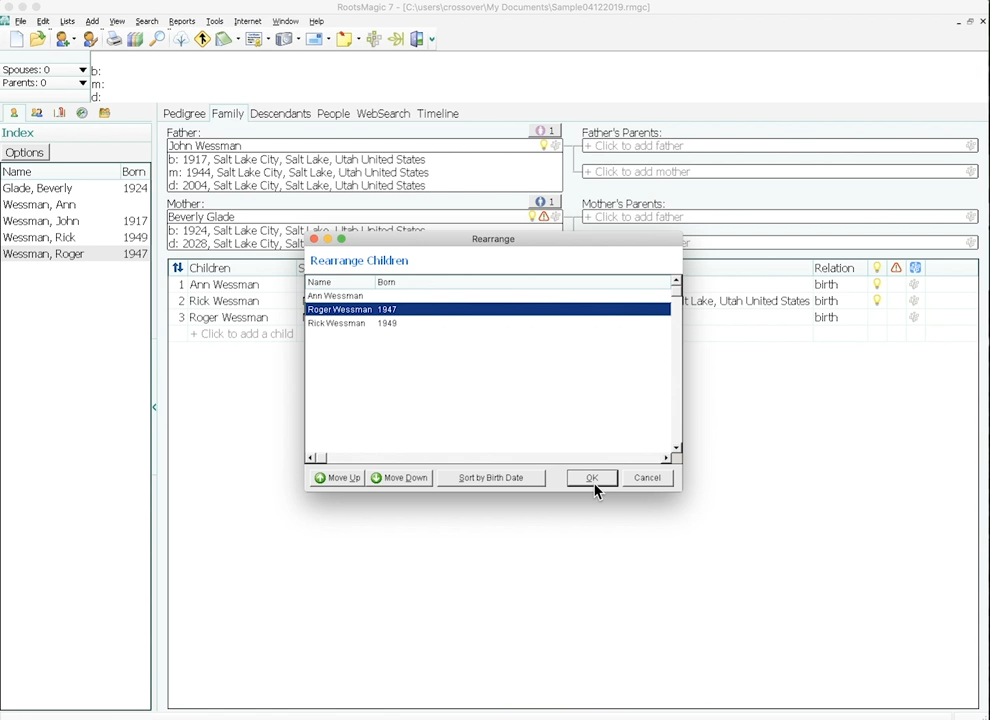 RootsMagic 7 - [C:\users\crossover\My Documents\Sample04122019.rmgc]
File Edit Lists Add View Search Reports Tools Internet Window Help
Spouses: 0 b:
Parents: 0 m:
d:
Pedigree Family Descendants People WebSearch Timeline
Index
Options
Name Born
Glade, Beverly 1924
Wessman, Ann
Wessman, John 1917
Wessman, Rick 1949
Wessman, Roger 1947
Father: 1
John Wessman
b: 1917, Salt Lake City, Salt Lake, Utah United States
m: 1944, Salt Lake City, Salt Lake, Utah United States
d: 2004, Salt Lake City, Salt Lake, Utah United States
Father's Parents:
+ Click to add father
+ Click to add mother
Mother: 1
Beverly Glade
b: 1924, Salt Lake City, Salt Lake, Utah United States
d: 2028, Salt Lake City, Salt
Mother's Parents:
+ Click to add father
er
Children S Relation
1 Ann Wessman birth
2 Rick Wessman lt Lake, Utah United States birth
3 Roger Wessman birth
+ Click to add a child
Rearrange
Rearrange Children
Name Born
Ann Wessman
Roger Wessman 1947
Rick Wessman 1949
Move Up Move Down Sort by Birth Date OK Cancel